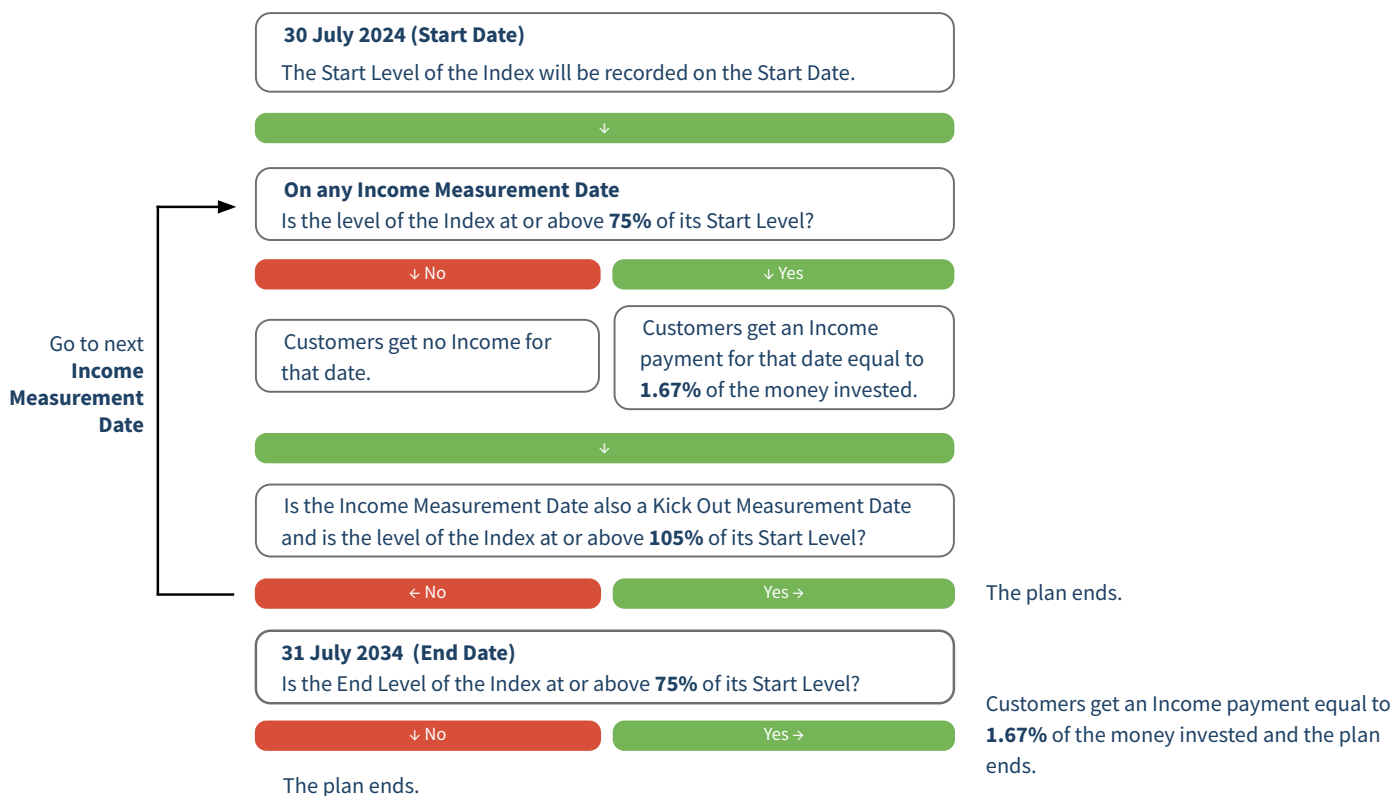 30 July 2024 (Start Date)
The Start Level of the Index will be recorded on the Start Date.
↓
On any Income Measurement Date
Is the level of the Index at or above 75% of its Start Level?
↓ No
↓ Yes
Customers get no Income for
that date.
Customers get an Income
payment for that date equal to
1.67% of the money invested.
Go to next
Income
Measurement
Date
↓
Is the Income Measurement Date also a Kick Out Measurement Date
and is the level of the Index at or above 105% of its Start Level?
← No
Yes →
The plan ends.
31 July 2034 (End Date)
Is the End Level of the Index at or above 75% of its Start Level?
↓ No
Yes →
Customers get an Income payment equal to
1.67% of the money invested and the plan
ends.
The plan ends.